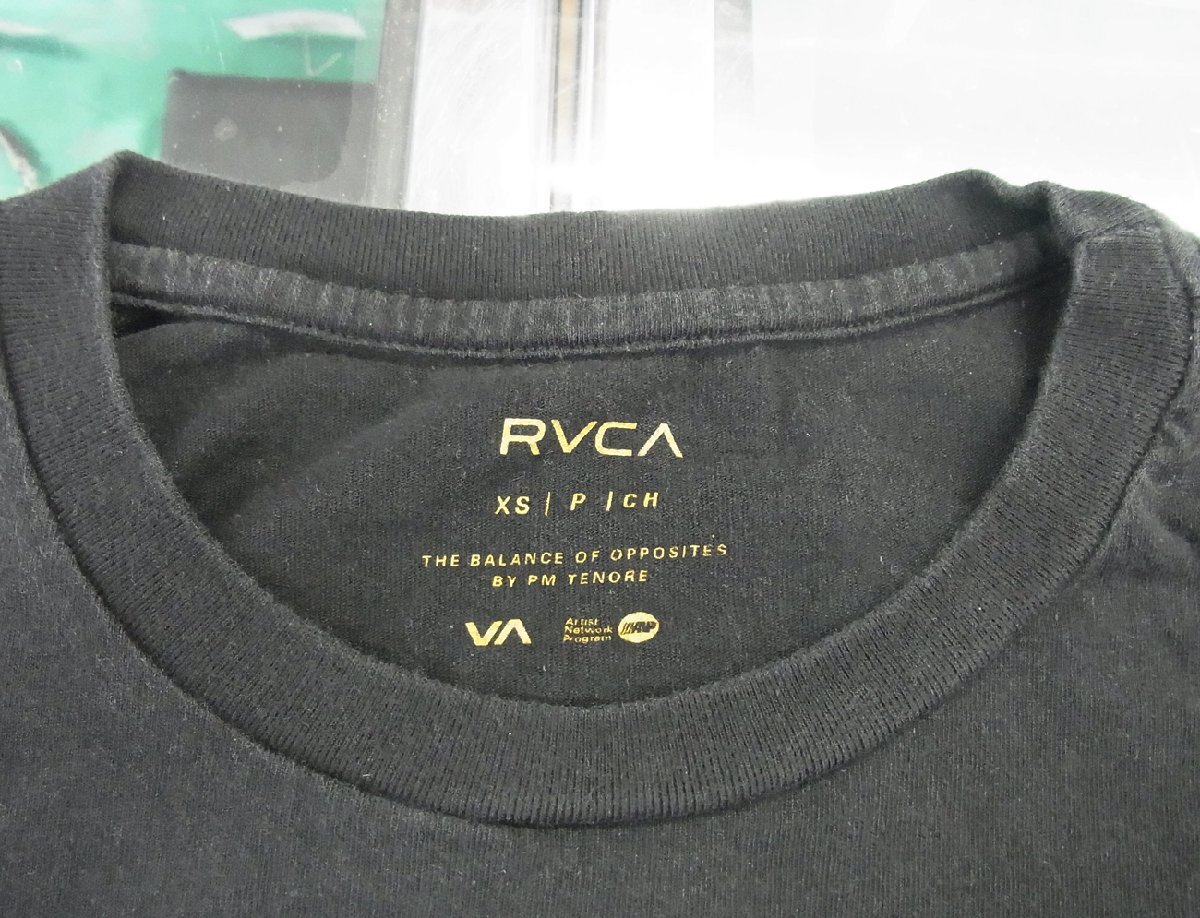 RVCA
XS | P | CH
THE BALANCE OF OPPOSITES
BY PM TENORE
VA
Artist
Network
Program
ANP